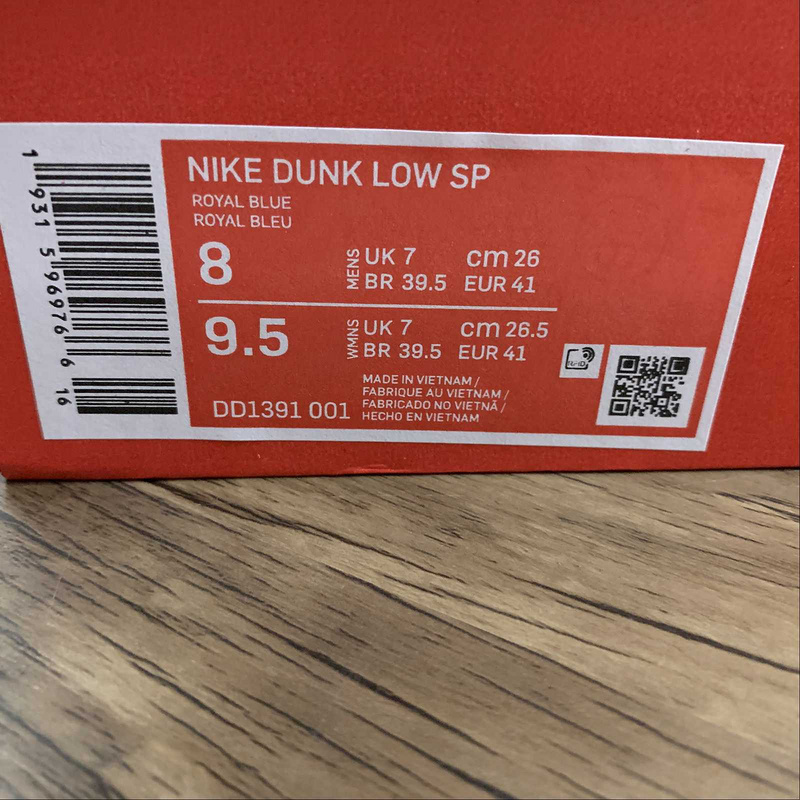 NIKE DUNK LOW SP
ROYAL BLUE
ROYAL BLEU
8 MENS UK 7 cm 26
BR 39.5 EUR 41
9.5 WMNS UK 7 cm 26.5
BR 39.5 EUR 41
MADE IN VIETNAM /
FABRIQUE AU VIETNAM /
FABRICADO NO VIETNÃ /
HECHO EN VIETNAM
DD1391 001
RFID
1 931 5 96976 6 16